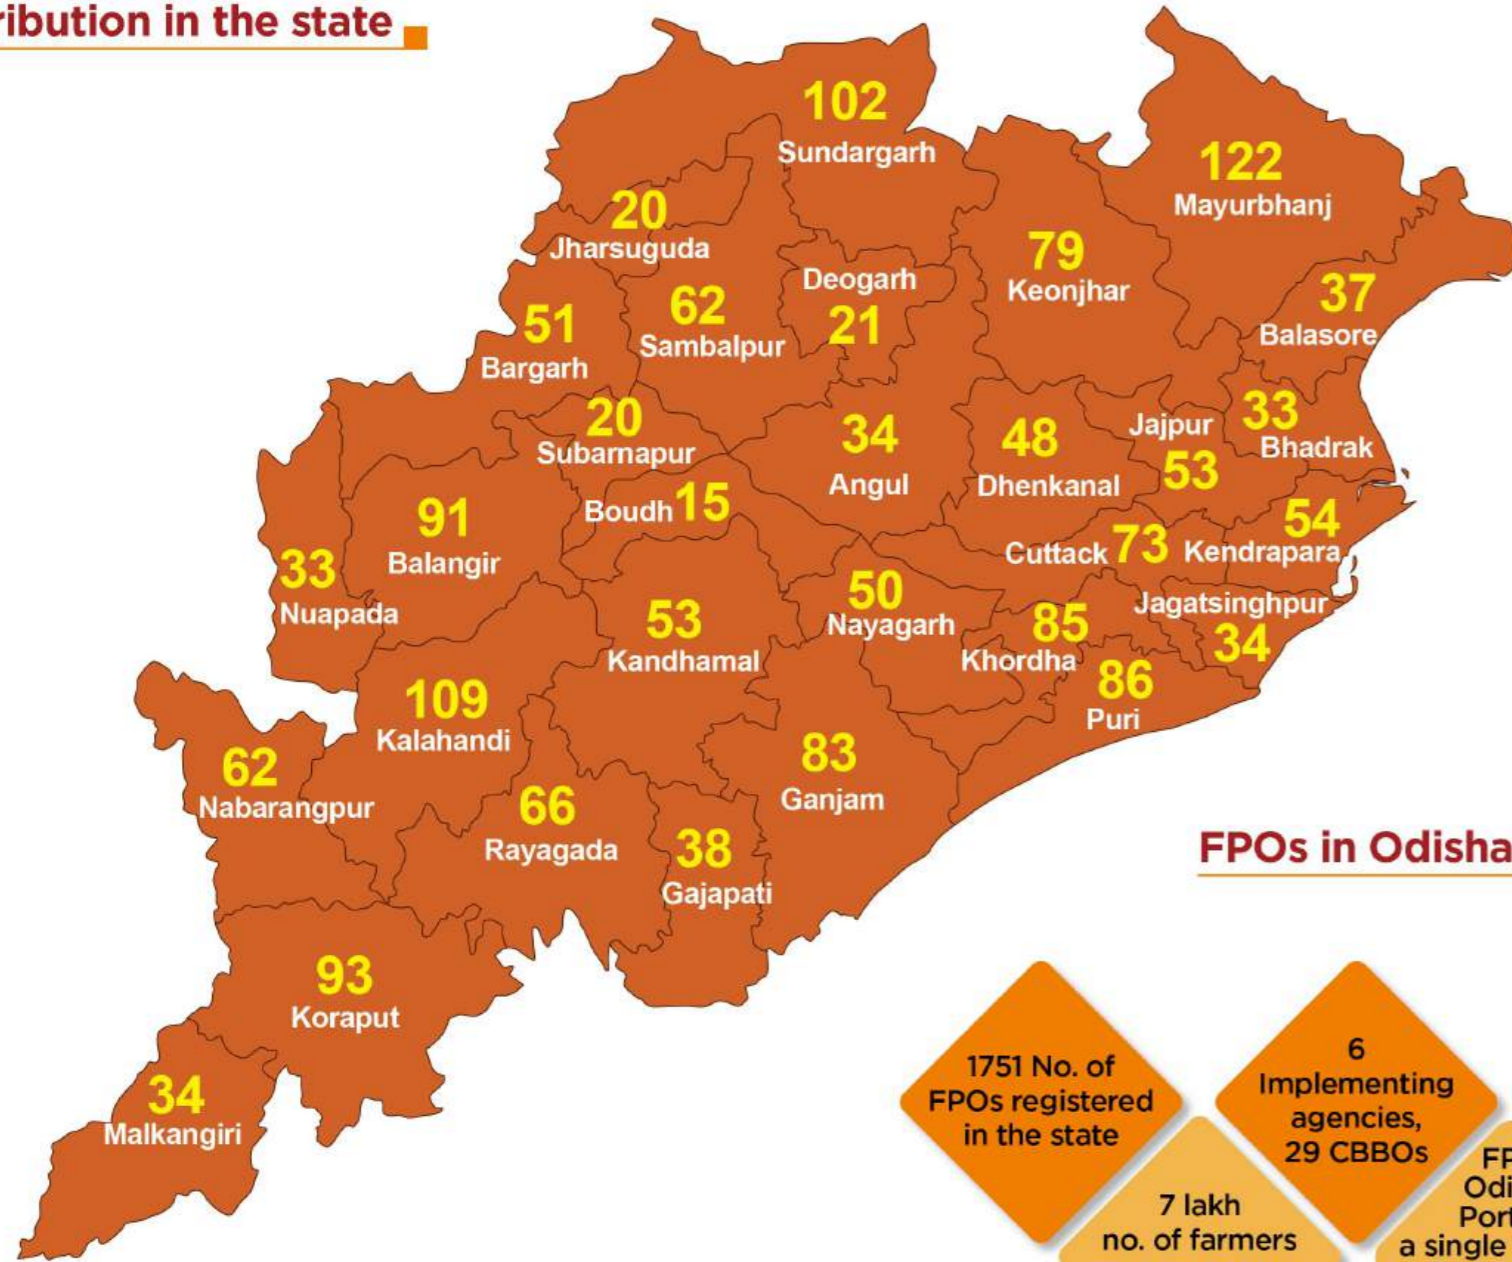 ribution in the state
102
Sundargarh
122
Mayurbhanj
20
Jharsuguda
79
Keonjhar
Deogarh
21
37
Balasore
62
Sambalpur
51
Bargarh
20
Subarnapur
34
Angul
48
Dhenkanal
Jajpur
53
33
Bhadrak
Boudh 15
91
Balangir
54
Kendrapara
Cuttack 73
33
Nuapada
50
Nayagarh
Jagatsinghpur
34
53
Kandhamal
85
Khordha
86
Puri
109
Kalahandi
83
Ganjam
62
Nabarangpur
66
Rayagada
38
Gajapati
93
Koraput
34
Malkangiri
FPOs in Odisha
1751 No. of
FPOs registered
in the state
6
Implementing
agencies,
29 CBBOs
7 lakh
no. of farmers
FP
Odi
Port
a single